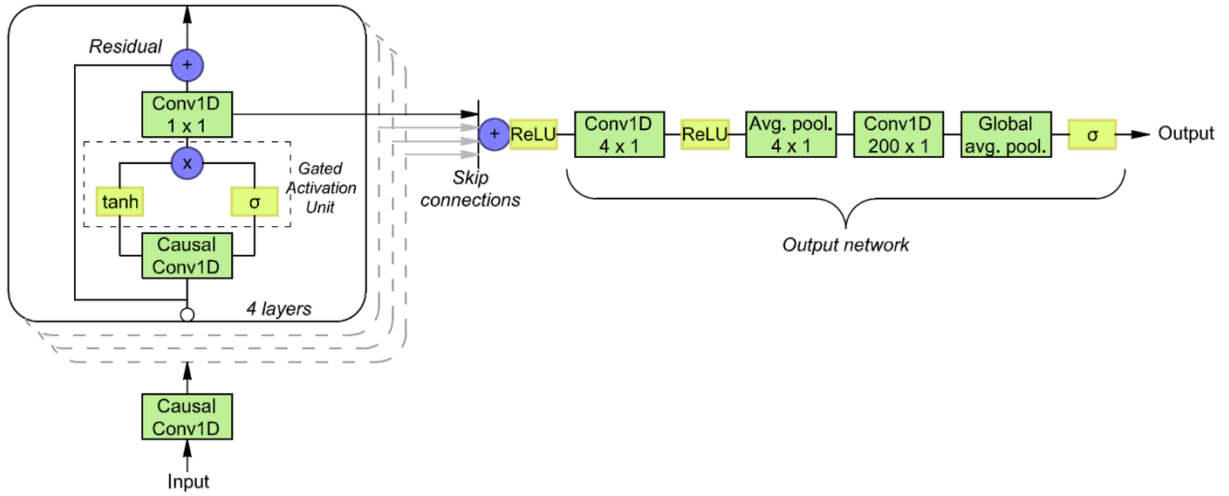 Residual
+
Conv1D
1 x 1
x
Gated
Activation
Unit
tanh
σ
Causal
Conv1D
4 layers
Causal
Conv1D
Input
+
ReLU
Skip
connections
Conv1D
4 x 1
ReLU
Avg. pool.
4 x 1
Conv1D
200 x 1
Global
avg. pool.
σ
Output
Output network